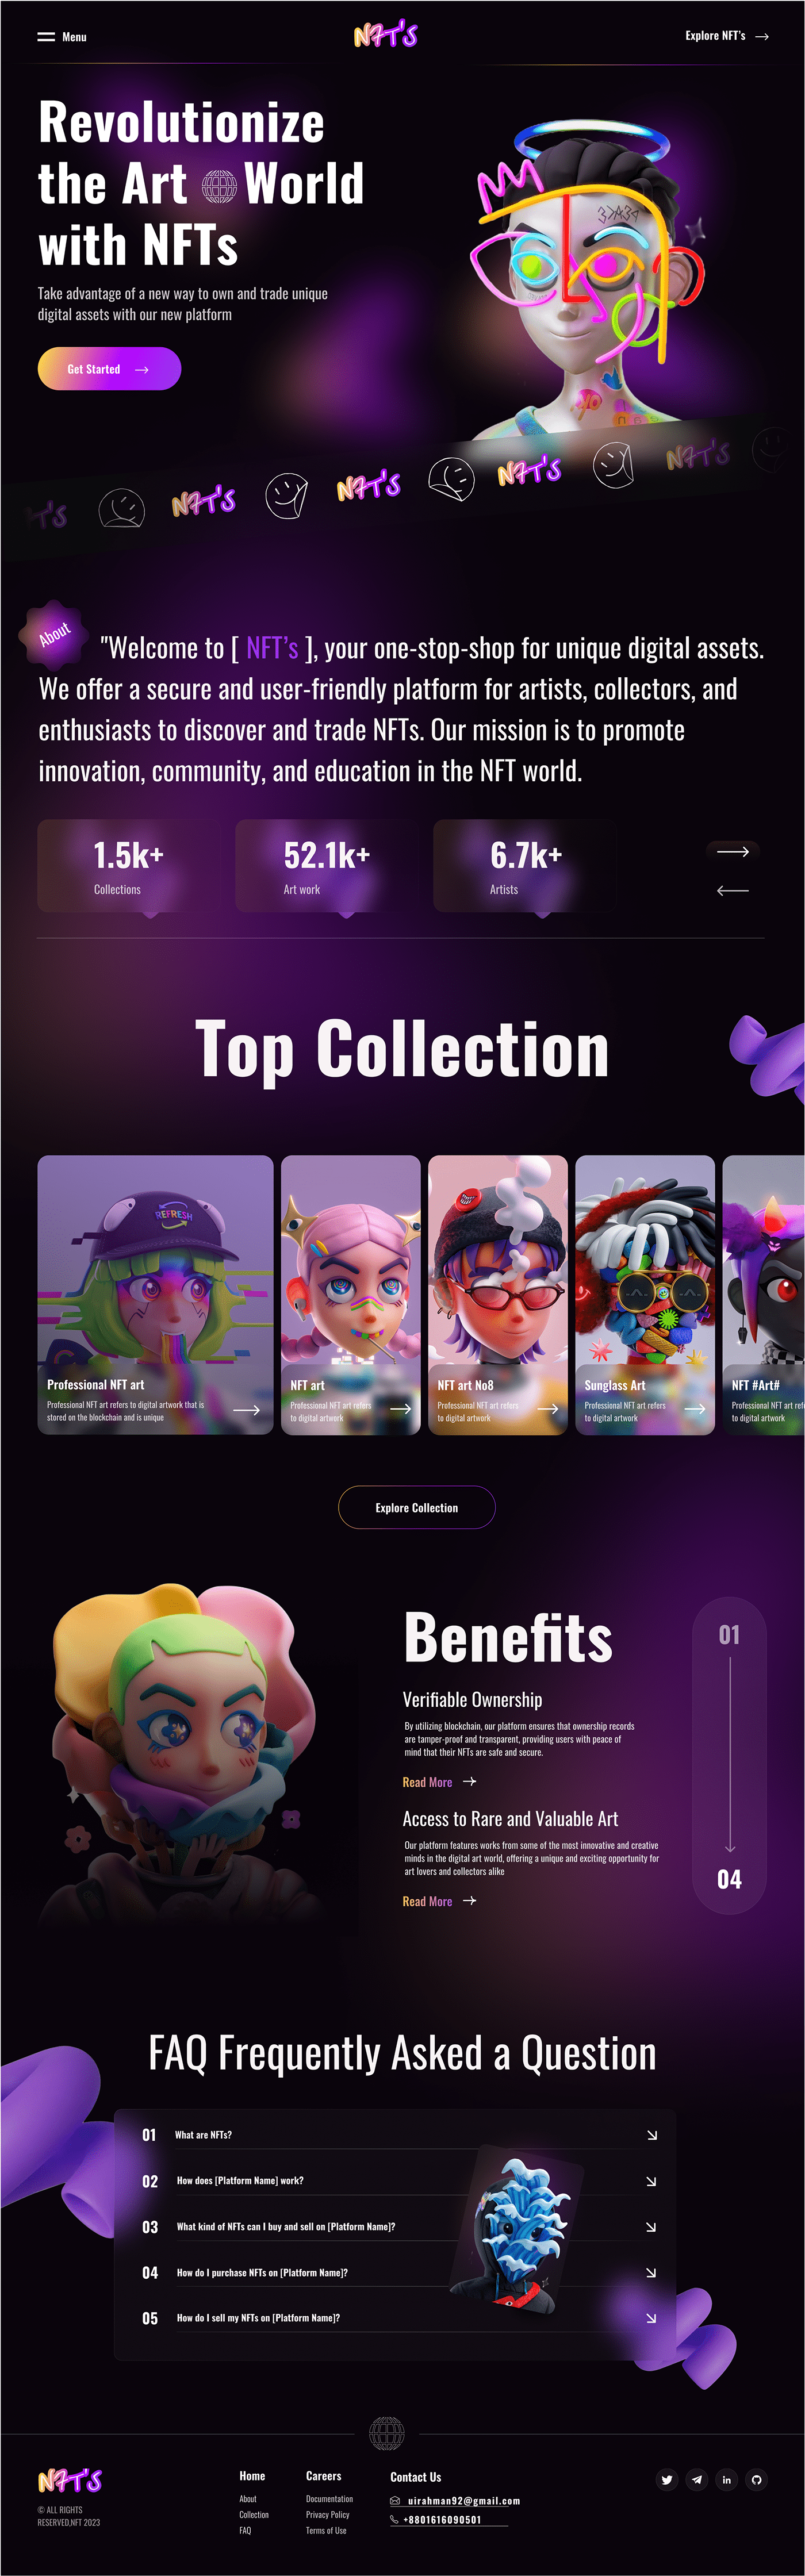 Menu
NFT'S
Explore NFT's
Revolutionize
the Art World
with NFTs
Take advantage of a new way to own and trade unique
digital assets with our new platform
Get Started
NO
NFT'S NFT'S NFT'S NFT'S NFT'S
About
"Welcome to [ NFT's ], your one-stop-shop for unique digital assets.
We offer a secure and user-friendly platform for artists, collectors, and
enthusiasts to discover and trade NFTs. Our mission is to promote
innovation, community, and education in the NFT world.
1.5k+
Collections
52.1k+
Art work
6.7k+
Artists
Top Collection
REFRESH
Professional NFT art
Professional NFT art refers to digital artwork that is
stored on the blockchain and is unique
NFT art
Professional NFT art refers
to digital artwork
NFT art No8
Professional NFT art refers
to digital artwork
Sunglass Art
Professional NFT art refers
to digital artwork
NFT #Art#
Professional NFT art refe
to digital artwork
Explore Collection
Benefits
01
Verifiable Ownership
By utilizing blockchain, our platform ensures that ownership records
are tamper-proof and transparent, providing users with peace of
mind that their NFTs are safe and secure.
Read More
Access to Rare and Valuable Art
Our platform features works from some of the most innovative and creative
minds in the digital art world, offering a unique and exciting opportunity for
art lovers and collectors alike
Read More
04
FAQ Frequently Asked a Question
01 What are NFTs?
02 How does [Platform Name] work?
03 What kind of NFTs can I buy and sell on [Platform Name]?
04 How do I purchase NFTs on [Platform Name]?
05 How do I sell my NFTs on [Platform Name]?
NFT'S
© ALL RIGHTS
RESERVED,NFT 2023
Home
About
Collection
FAQ
Careers
Documentation
Privacy Policy
Terms of Use
Contact Us
uirahman92@gmail.com
+8801616090501
in